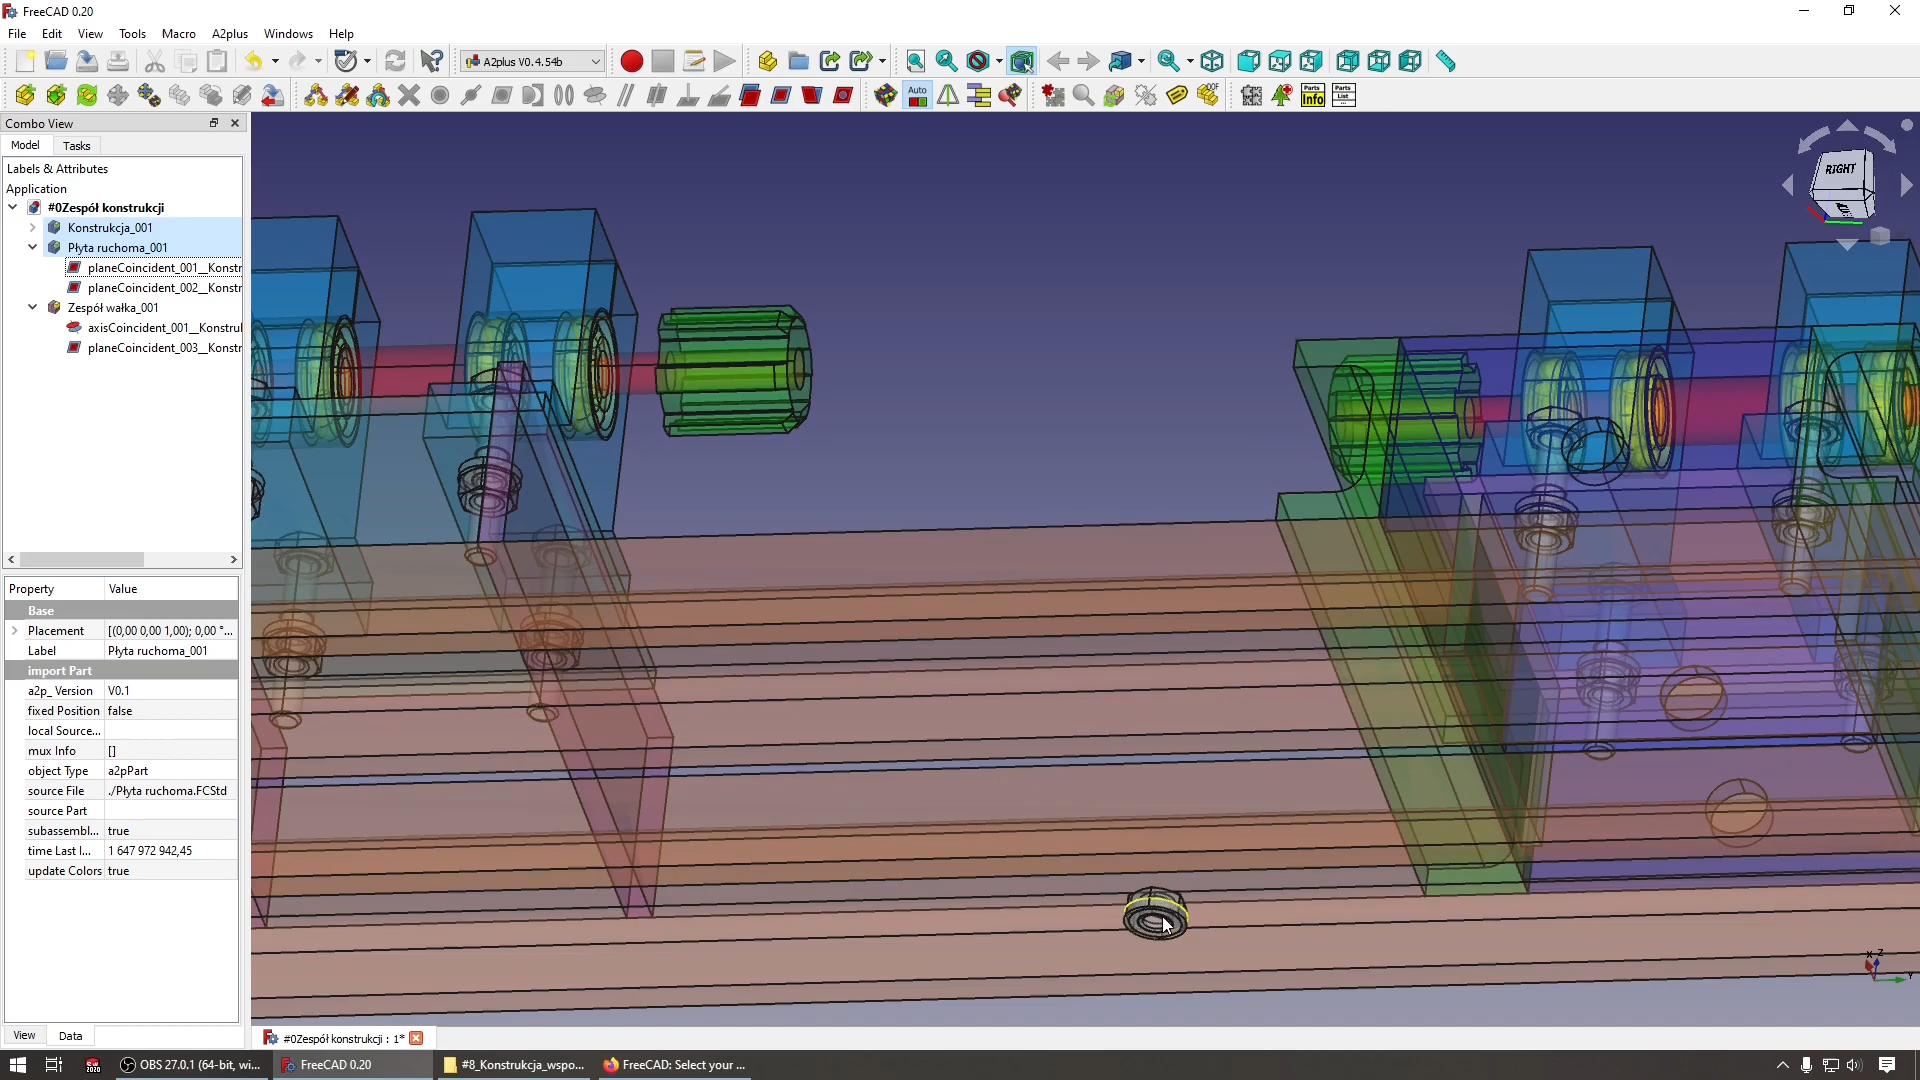 FreeCAD 0.20
File Edit View Tools Macro A2plus Windows Help
A2plus V0.4.54b
Auto
DOF
Parts Info
Parts List
Combo View
Model Tasks
Labels & Attributes
Application
#0Zespół konstrukcji
Konstrukcja_001
Płyta ruchoma_001
planeCoincident_001__Konstr
planeCoincident_002__Konstr
Zespół wałka_001
axisCoincident_001__Konstru
planeCoincident_003__Konstr
RIGHT
Property Value
Base
Placement [(0,00 0,00 1,00); 0,00 °...
Label Płyta ruchoma_001
import Part
a2p_ Version V0.1
fixed Position false
local Source...
mux Info []
object Type a2pPart
source File ./Płyta ruchoma.FCStd
source Part
subassembl... true
time Last I... 1 647 972 942,45
update Colors true
X Z
Y
View Data
#0Zespół konstrukcji : 1*
2020
OBS 27.0.1 (64-bit, wi...
FreeCAD 0.20
#8_Konstrukcja_wspo...
FreeCAD: Select your ...